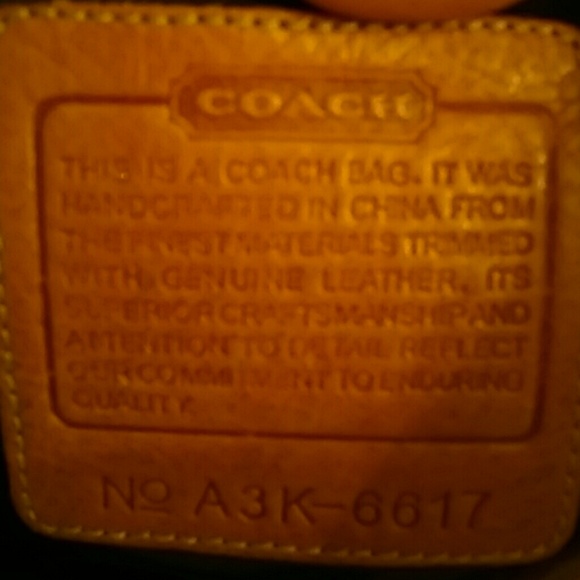 COACH
THIS IS A COACH BAG. IT WAS
HANDCRAFTED IN CHINA FROM
THE FINEST MATERIALS TRIMMED
WITH GENUINE LEATHER. ITS
SUPERIOR CRAFTSMANSHIP AND
ATTENTION TO DETAIL REFLECT
OUR COMMITMENT TO ENDURING
QUALITY.
Nº A3K-6617